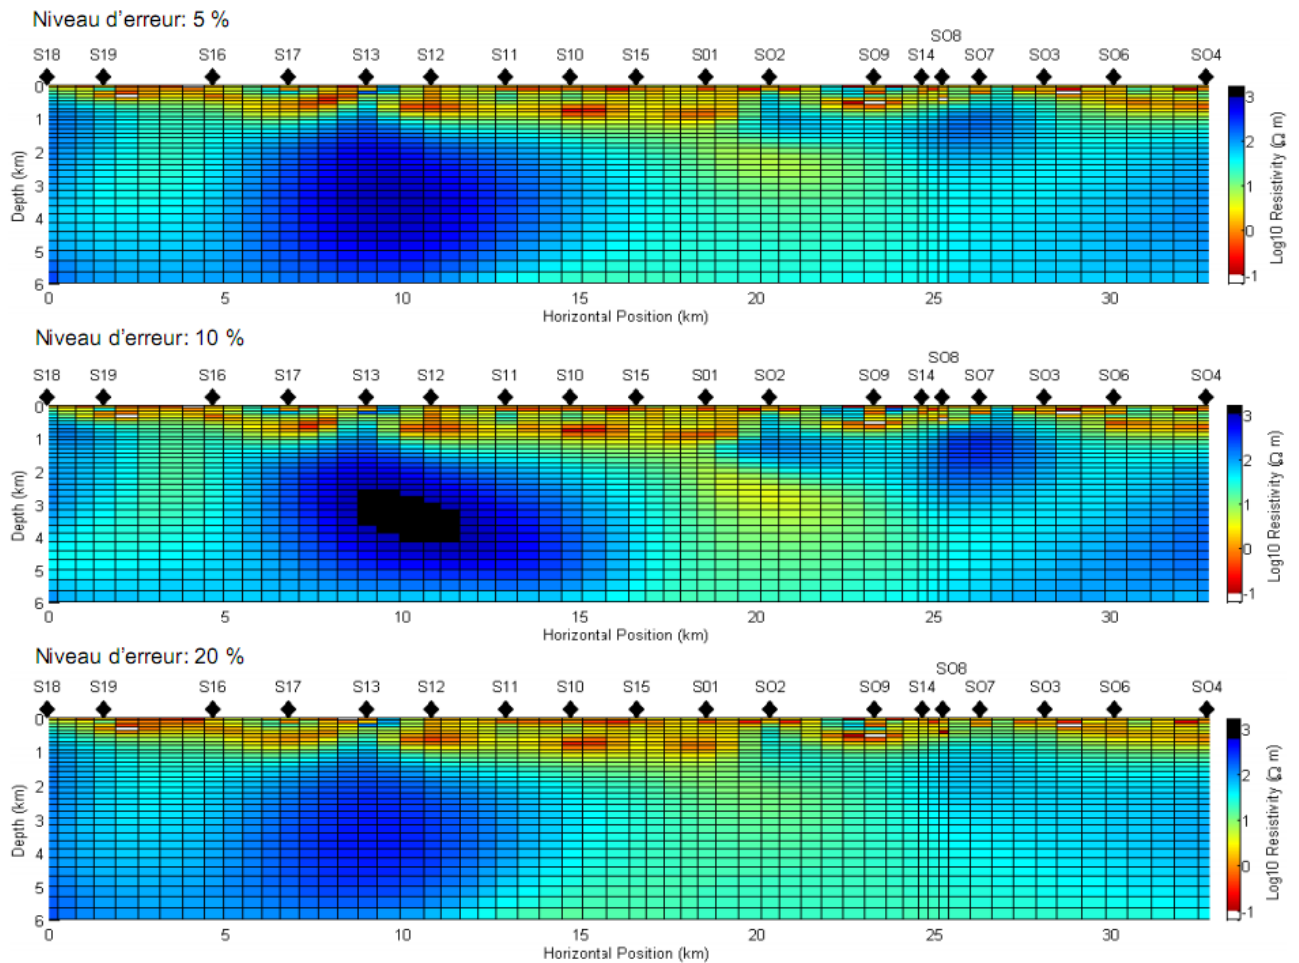 Niveau d'erreur: 5 %
SO8
S18 S19 S16 S17 S13 S12 S11 S10 S15 S01 SO2 SO9 S14 SO7 SO3 SO6 SO4
0
1
2
3
4
5
6
Depth (km)
0 5 10 15 20 25 30
Horizontal Position (km)
3
2
1
0
-1
Log10 Resistivity (Ω m)
Niveau d'erreur: 10 %
SO8
S18 S19 S16 S17 S13 S12 S11 S10 S15 S01 SO2 SO9 S14 SO7 SO3 SO6 SO4
0
1
2
3
4
5
6
Depth (km)
0 5 10 15 20 25 30
Horizontal Position (km)
3
2
1
0
-1
Log10 Resistivity (Ω m)
Niveau d'erreur: 20 %
SO8
S18 S19 S16 S17 S13 S12 S11 S10 S15 S01 SO2 SO9 S14 SO7 SO3 SO6 SO4
0
1
2
3
4
5
6
Depth (km)
0 5 10 15 20 25 30
Horizontal Position (km)
3
2
1
0
-1
Log10 Resistivity (Ω m)